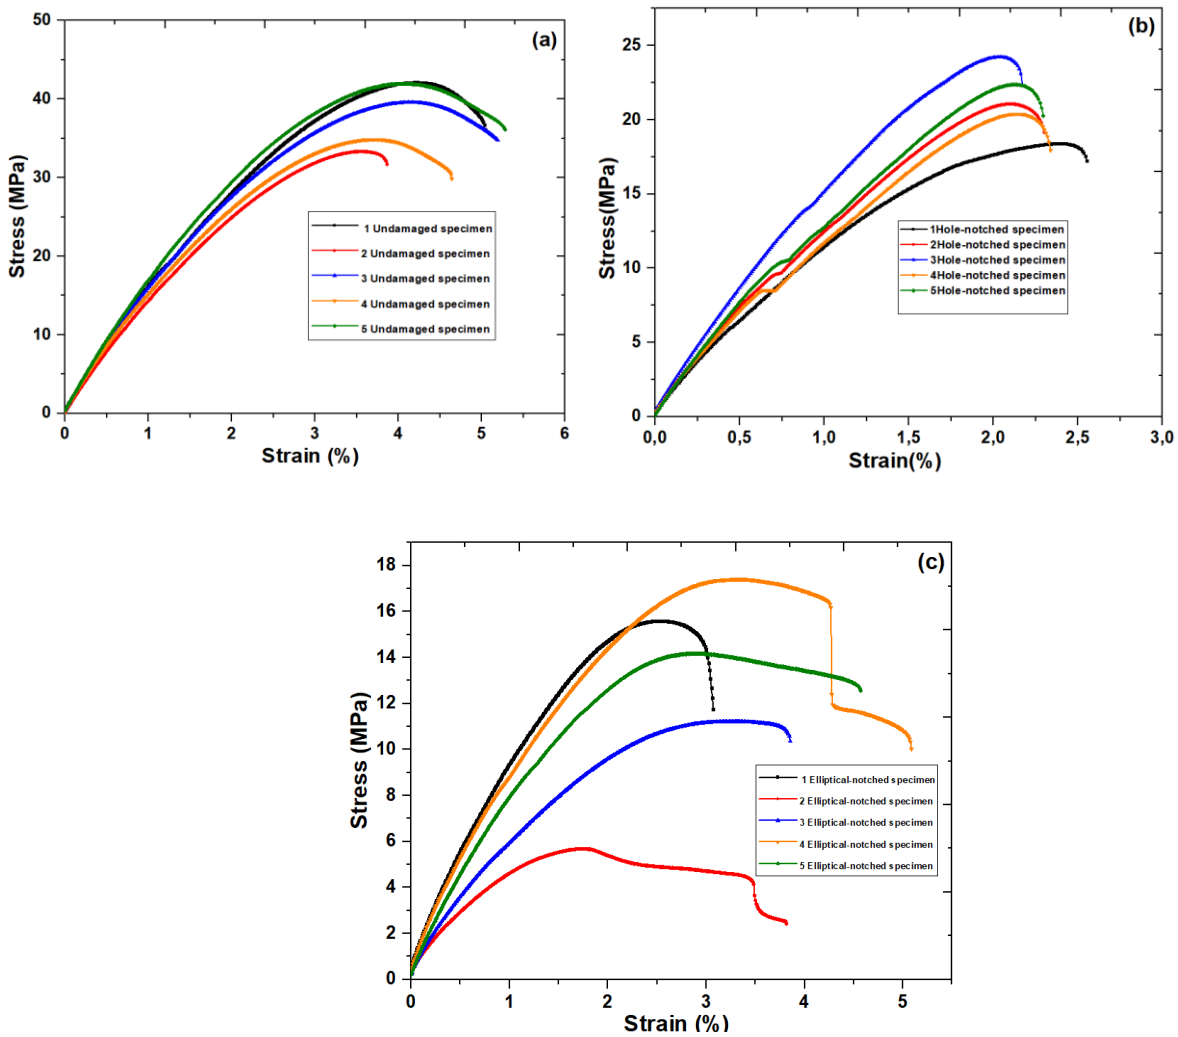 (a)
50
40
30
20
10
0
Stress (MPa)
1 Undamaged specimen
2 Undamaged specimen
3 Undamaged specimen
4 Undamaged specimen
5 Undamaged specimen
0 1 2 3 4 5 6
Strain (%)
(b)
25
20
15
10
5
0
Stress(MPa)
1Hole-notched specimen
2Hole-notched specimen
3Hole-notched specimen
4Hole-notched specimen
5Hole-notched specimen
0,0 0,5 1,0 1,5 2,0 2,5 3,0
Strain(%)
(c)
18
16
14
12
10
8
6
4
2
0
Stress (MPa)
1 Elliptical-notched specimen
2 Elliptical-notched specimen
3 Elliptical-notched specimen
4 Elliptical-notched specimen
5 Elliptical-notched specimen
0 1 2 3 4 5
Strain (%)